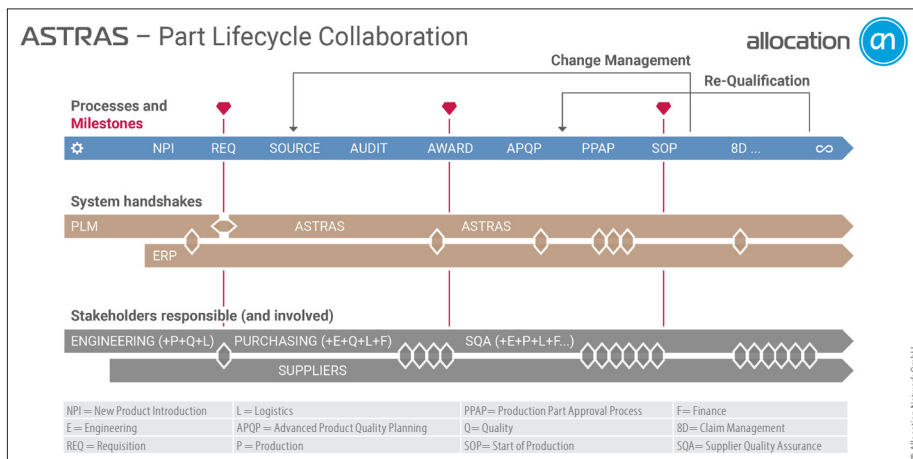 ASTRAS – Part Lifecycle Collaboration
allocation an
Change Management
Re-Qualification
Processes and
Milestones
NPI REQ SOURCE AUDIT AWARD APQP PPAP SOP 8D ... ∞
System handshakes
PLM ASTRAS ASTRAS
ERP
Stakeholders responsible (and involved)
ENGINEERING (+P+Q+L) PURCHASING (+E+Q+L+F) SQA (+E+P+L+F...)
SUPPLIERS
NPI = New Product Introduction L = Logistics PPAP = Production Part Approval Process F = Finance
E = Engineering APQP = Advanced Product Quality Planning Q = Quality 8D = Claim Management
REQ = Requisition P = Production SOP = Start of Production SQA = Supplier Quality Assurance